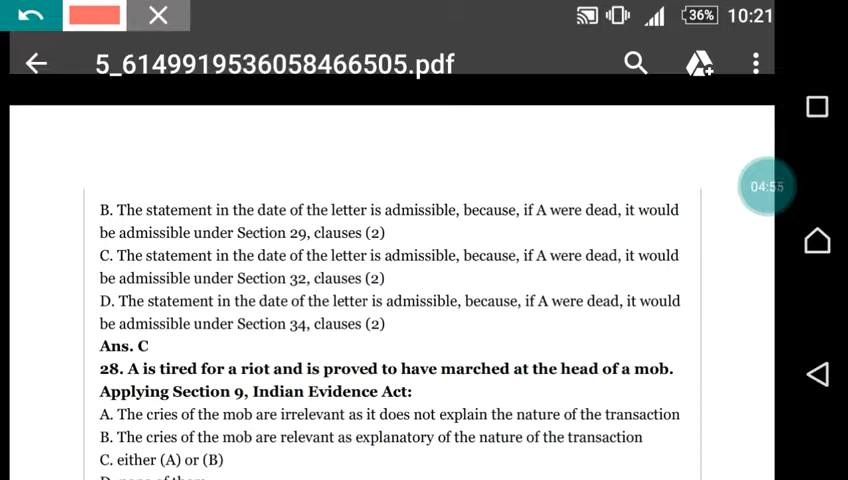 36% 10:21
5_6149919536058466505.pdf
04:55
B. The statement in the date of the letter is admissible, because, if A were dead, it would
be admissible under Section 29, clauses (2)
C. The statement in the date of the letter is admissible, because, if A were dead, it would
be admissible under Section 32, clauses (2)
D. The statement in the date of the letter is admissible, because, if A were dead, it would
be admissible under Section 34, clauses (2)
Ans. C
28. A is tired for a riot and is proved to have marched at the head of a mob.
Applying Section 9, Indian Evidence Act:
A. The cries of the mob are irrelevant as it does not explain the nature of the transaction
B. The cries of the mob are relevant as explanatory of the nature of the transaction
C. either (A) or (B)
D. none of them